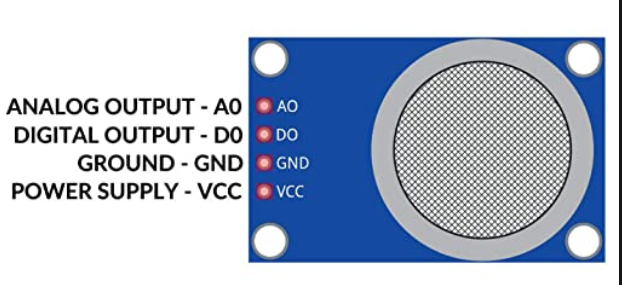 ANALOG OUTPUT - A0 AO
DIGITAL OUTPUT - D0 DO
GROUND - GND GND
POWER SUPPLY - VCC VCC